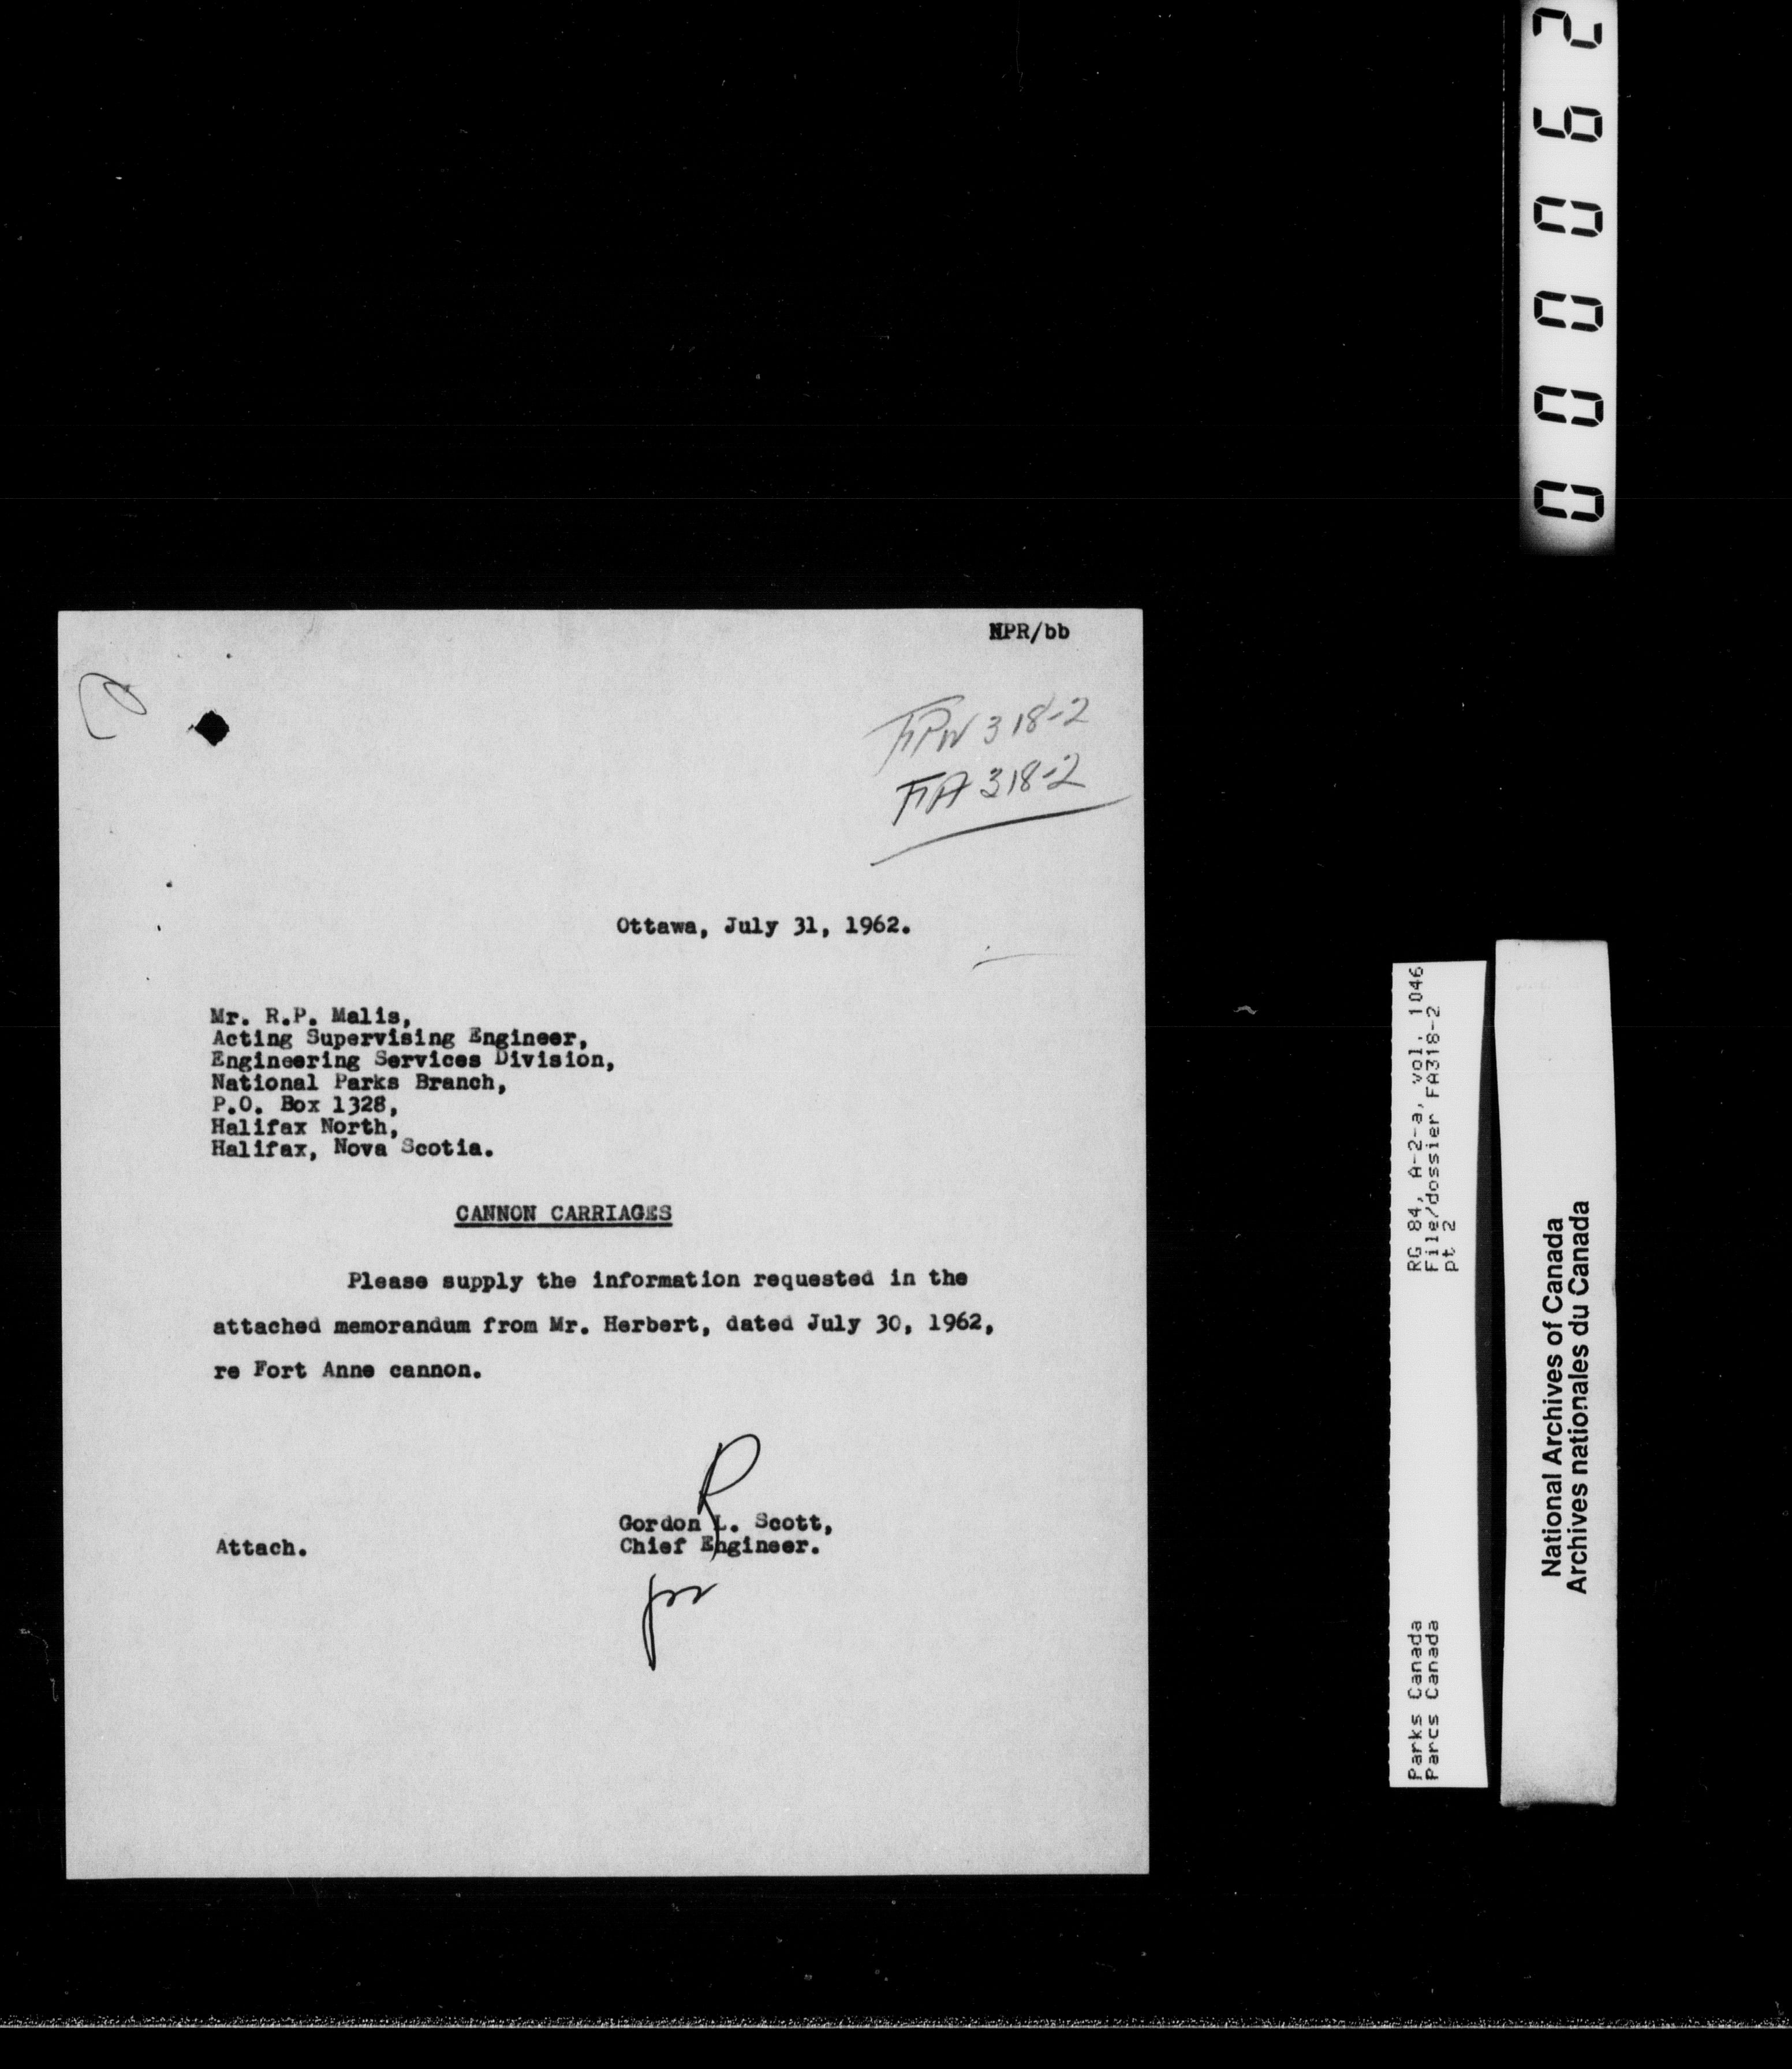 NPR/bb
FPW 318-2
FA 318-2
Ottawa, July 31, 1962.
Mr. R.P. Malis,
Acting Supervising Engineer,
Engineering Services Division,
National Parks Branch,
P.O. Box 1328,
Halifax North,
Halifax, Nova Scotia.
CANNON CARRIAGES
Please supply the information requested in the
attached memorandum from Mr. Herbert, dated July 30, 1962,
re Fort Anne cannon.
Gordon L. Scott,
Chief Engineer.
Attach.
000062
RG 84, A-2-a, vol. 1046
File/dossier FA318-2
pt 2
Parks Canada
Parcs Canada
National Archives of Canada
Archives nationales du Canada